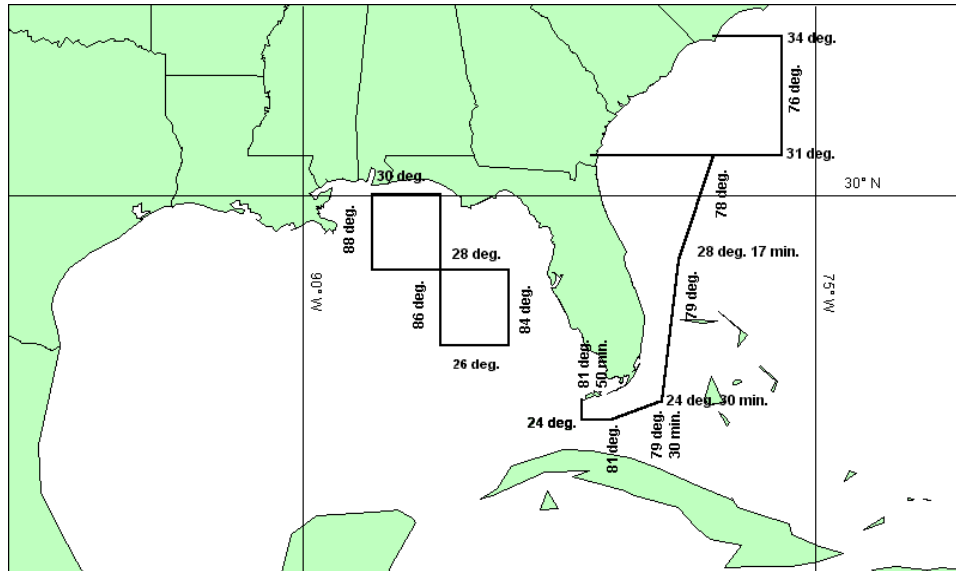 34 deg.
76 deg.
31 deg.
30 deg.
30° N
78 deg.
88 deg.
28 deg.
28 deg. 17 min.
90° W
86 deg.
84 deg.
79 deg.
75° W
26 deg.
81 deg.
50 min.
24 deg. 30 min.
24 deg.
81 deg.
79 deg.
30 min.